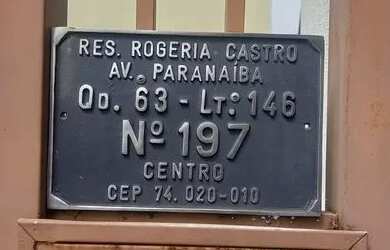 RES. ROGERIA CASTRO
AV. PARANAÍBA
QD. 63 - LT. 146
Nº 197
CENTRO
CEP 74.020-010